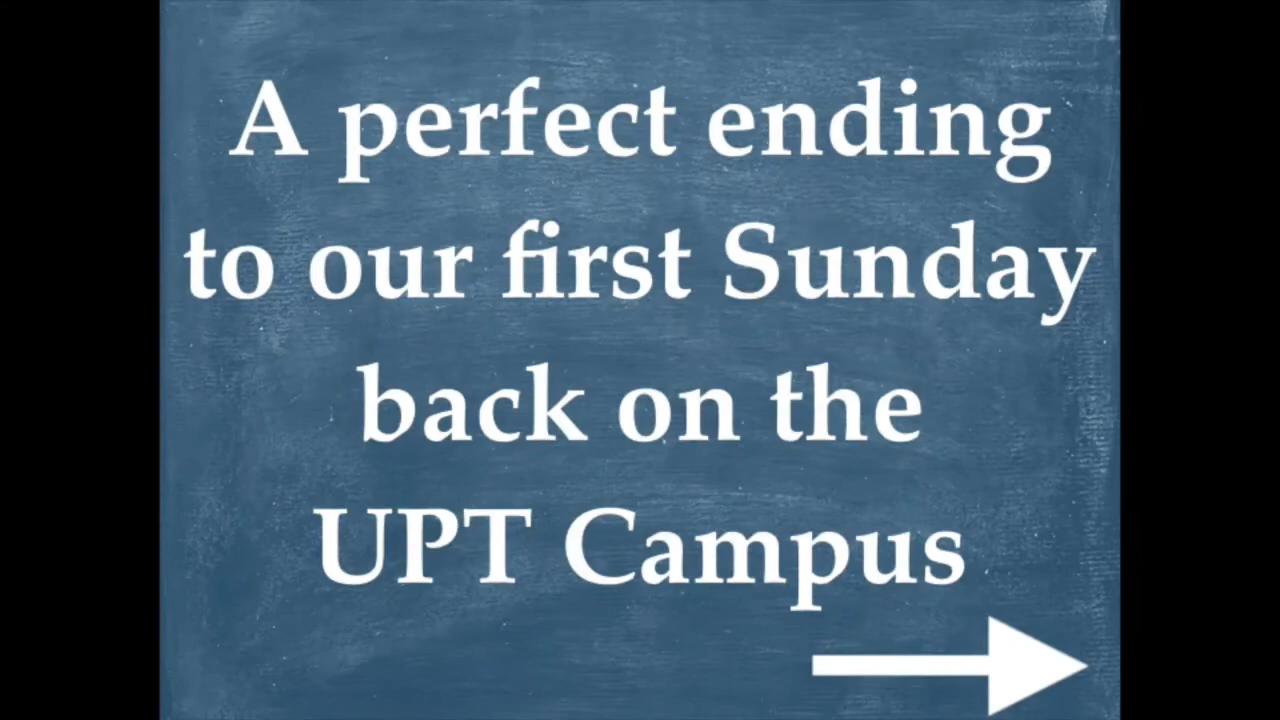 A perfect ending
to our first Sunday
back on the
UPT Campus